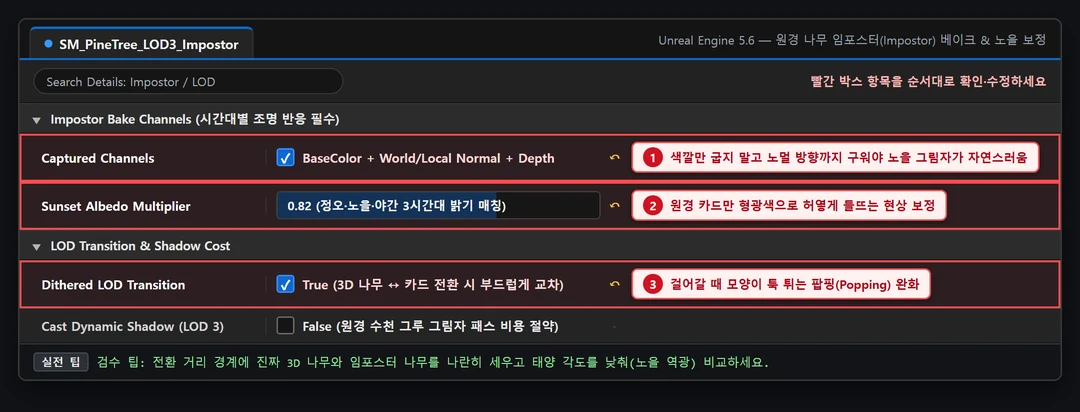 SM_PineTree_LOD3_Impostor
Unreal Engine 5.6 — 원경 나무 임포스터(Impostor) 베이크 & 노을 보정
Search Details: Impostor / LOD
빨간 박스 항목을 순서대로 확인·수정하세요
▼ Impostor Bake Channels (시간대별 조명 반응 필수)
Captured Channels BaseColor + World/Local Normal + Depth 1 색깔만 굽지 말고 노멀 방향까지 구워야 노을 그림자가 자연스러움
Sunset Albedo Multiplier 0.82 (정오·노을·야간 3시간대 밝기 매칭) 2 원경 카드만 형광색으로 허옇게 들뜨는 현상 보정
▼ LOD Transition & Shadow Cost
Dithered LOD Transition True (3D 나무 ↔ 카드 전환 시 부드럽게 교차) 3 걸어갈 때 모양이 툭 튀는 팝핑(Popping) 완화
Cast Dynamic Shadow (LOD 3) False (원경 수천 그루 그림자 패스 비용 절약)
실전 팁 검수 팁: 전환 거리 경계에 진짜 3D 나무와 임포스터 나무를 나란히 세우고 태양 각도를 낮춰(노을 역광) 비교하세요.